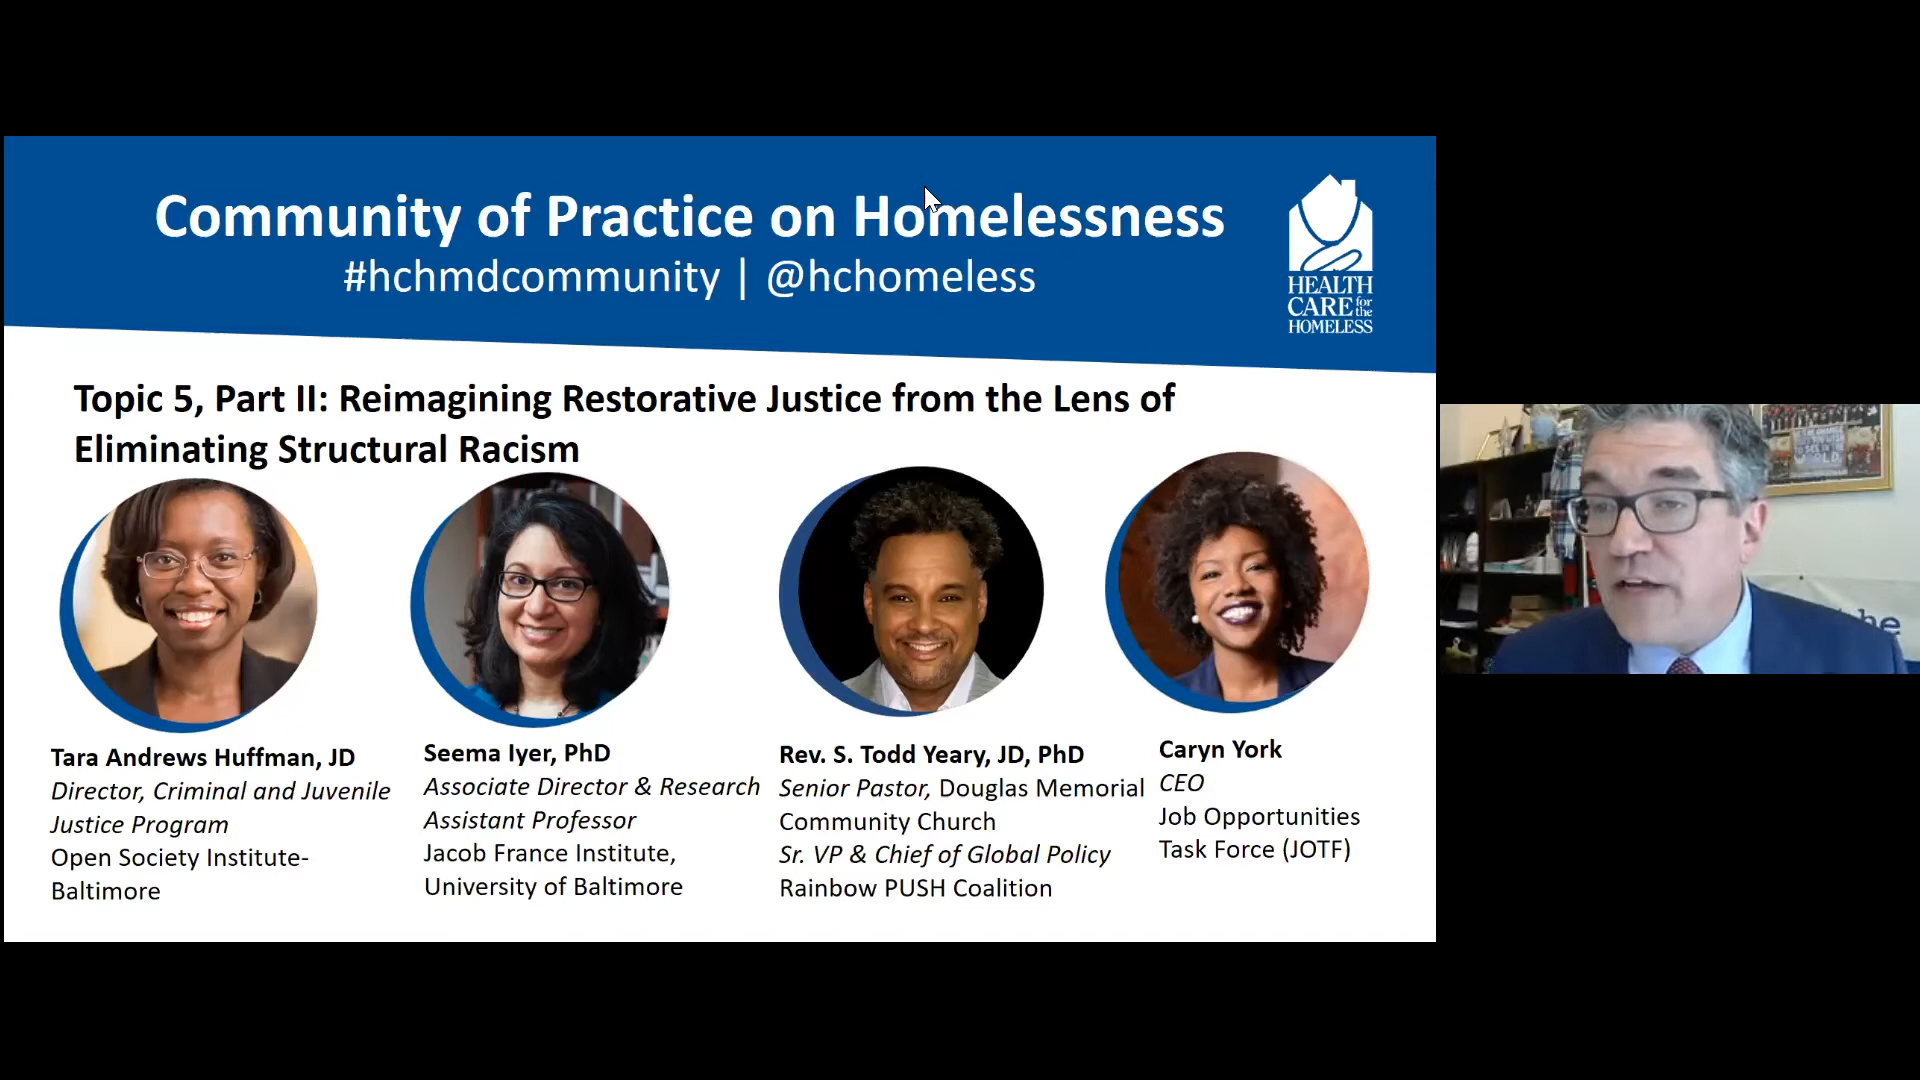 Community of Practice on Homelessness
#hchmdcommunity | @hchomeless
HEALTH
CARE for the
HOMELESS
Topic 5, Part II: Reimagining Restorative Justice from the Lens of
Eliminating Structural Racism
Tara Andrews Huffman, JD
Director, Criminal and Juvenile
Justice Program
Open Society Institute-
Baltimore
Seema Iyer, PhD
Associate Director & Research
Assistant Professor
Jacob France Institute,
University of Baltimore
Rev. S. Todd Yeary, JD, PhD
Senior Pastor, Douglas Memorial
Community Church
Sr. VP & Chief of Global Policy
Rainbow PUSH Coalition
Caryn York
CEO
Job Opportunities
Task Force (JOTF)